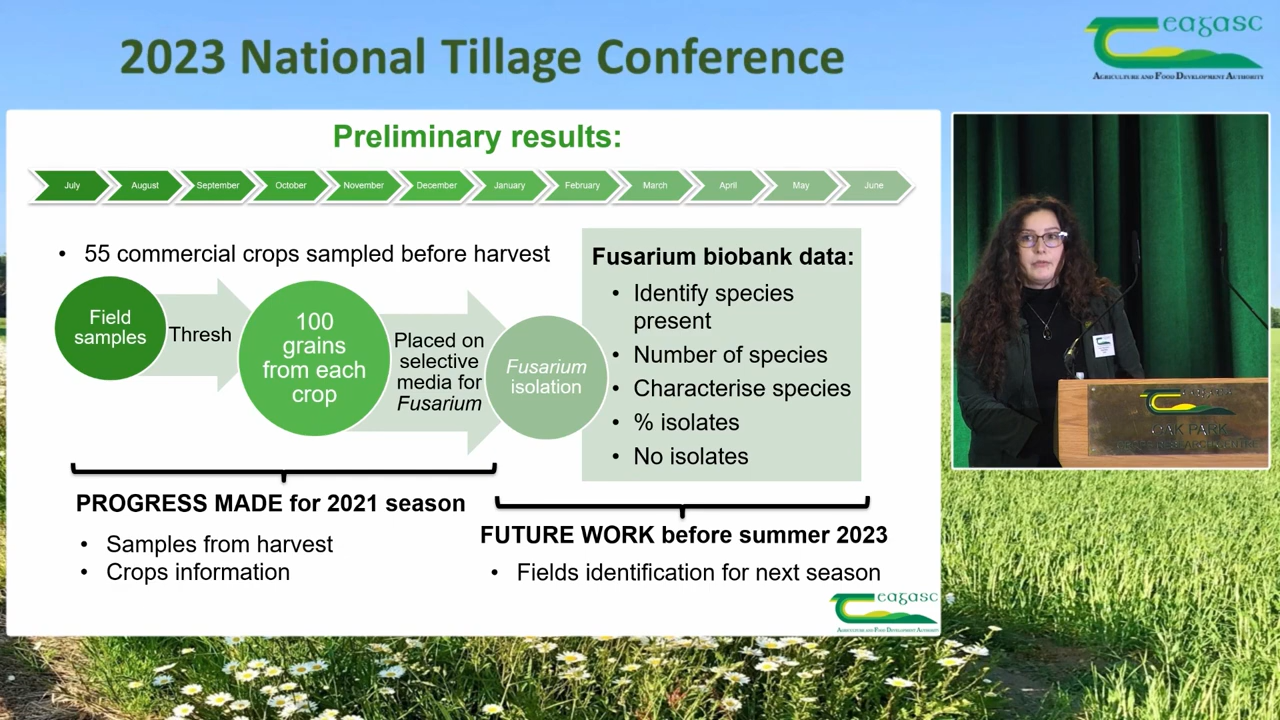 2023 National Tillage Conference
Teagasc
AGRICULTURE AND FOOD DEVELOPMENT AUTHORITY
Preliminary results:
July August September October November December January February March April May June
• 55 commercial crops sampled before harvest
Field
samples
Thresh
100
grains
from each
crop
Placed on
selective
media for
Fusarium
Fusarium
isolation
Fusarium biobank data:
• Identify species
present
• Number of species
• Characterise species
• % isolates
• No isolates
PROGRESS MADE for 2021 season
• Samples from harvest
• Crops information
FUTURE WORK before summer 2023
• Fields identification for next season
Teagasc
AGRICULTURE AND FOOD DEVELOPMENT AUTHORITY
OAK PARK